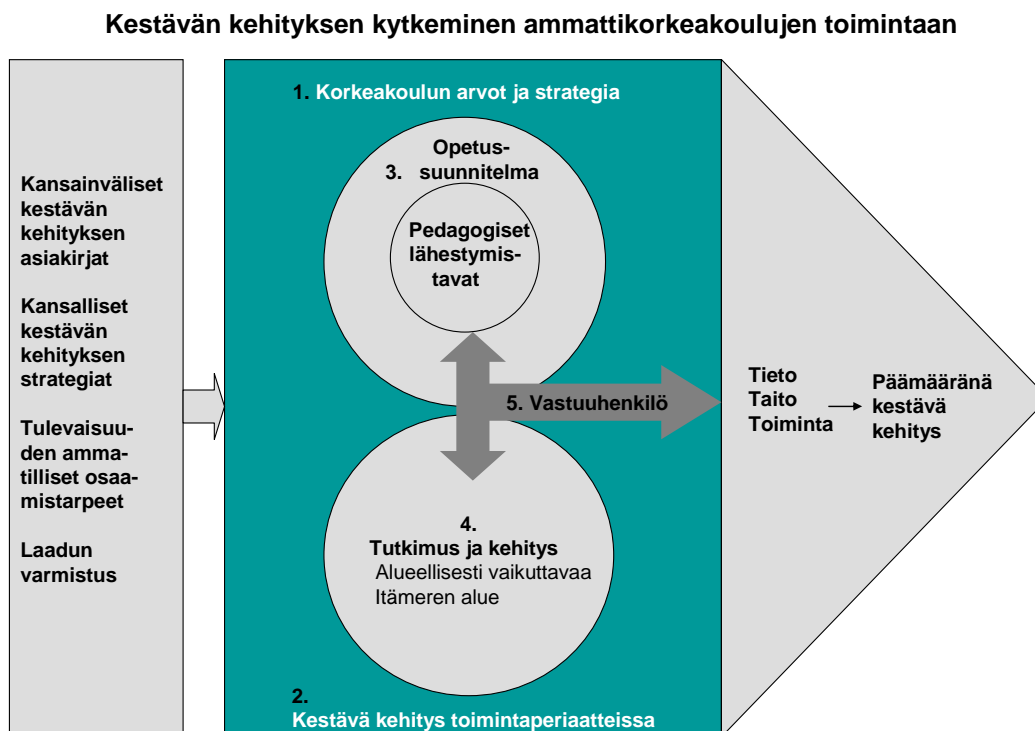 Kestävän kehityksen kytkeminen ammattikorkeakoulujen toimintaan
Kansainväliset
kestävän
kehityksen
asiakirjat
Kansalliset
kestävän
kehityksen
strategiat
Tulevaisuu-
den amma-
tilliset osaa-
mistarpeet
Laadun
varmistus
1. Korkeakoulun arvot ja strategia
Opetus-
3. suunnitelma
Pedagogiset
lähestymis-
tavat
5. Vastuuhenkilö
4.
Tutkimus ja kehitys
Alueellisesti vaikuttavaa
Itämeren alue
2.
Kestävä kehitys toimintaperiaatteissa
Tieto
Taito
Toiminta
Päämääränä
kestävä
kehitys